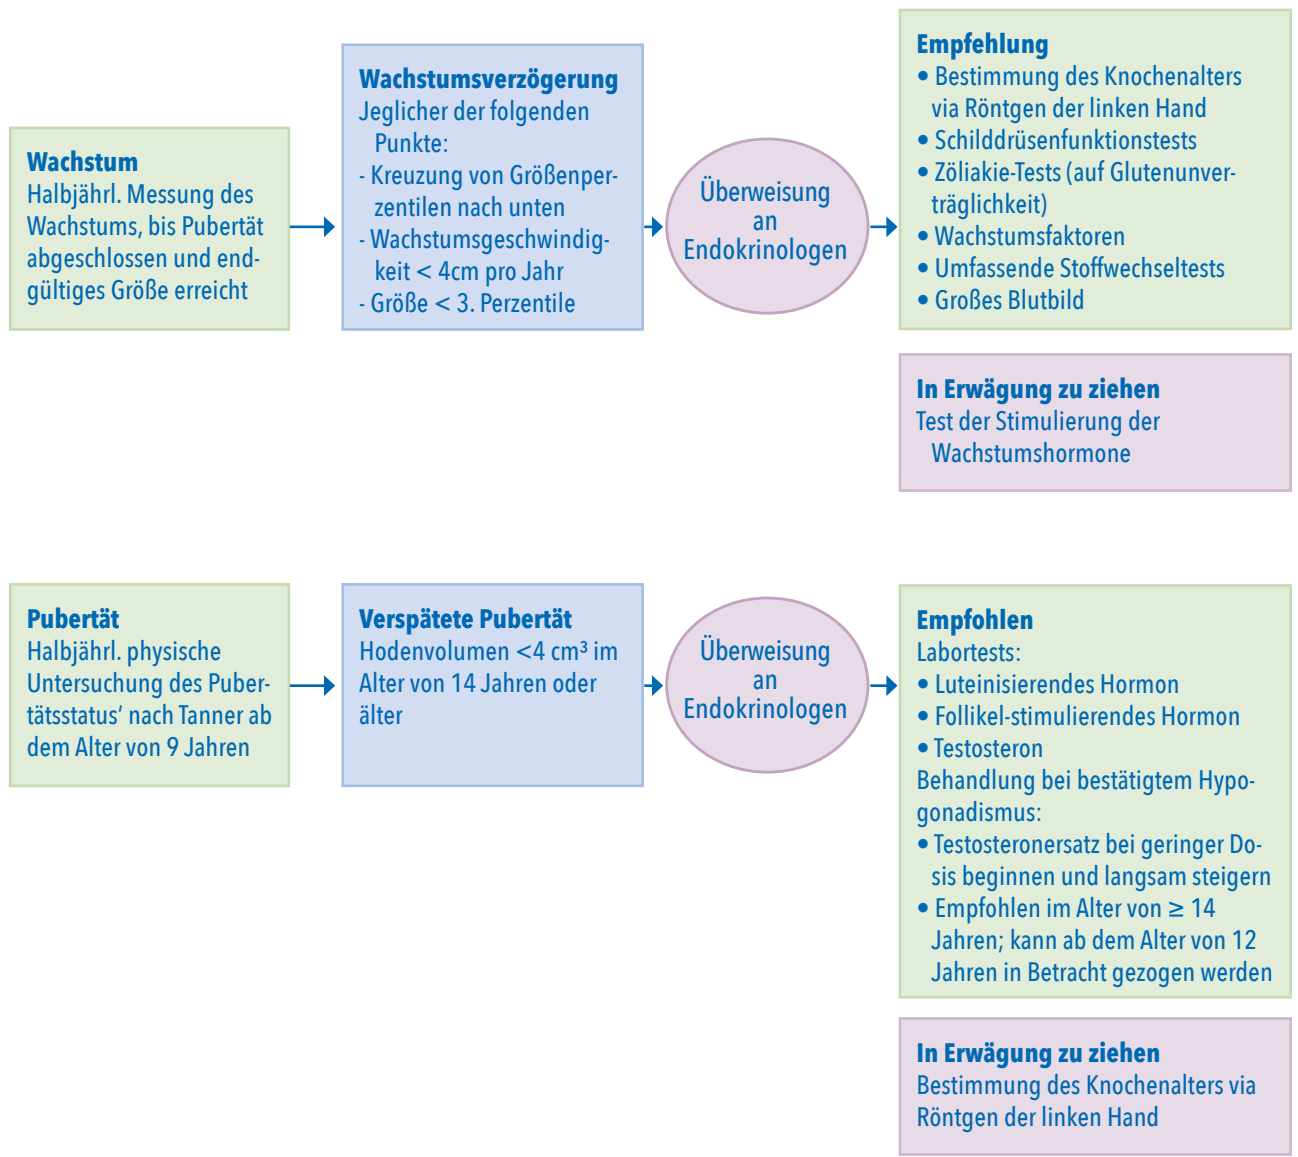 Wachstum
Halbjährl. Messung des
Wachstums, bis Pubertät
abgeschlossen und end-
gültiges Größe erreicht
Wachstumsverzögerung
Jeglicher der folgenden
Punkte:
- Kreuzung von Größenper-
zentilen nach unten
- Wachstumsgeschwindig-
keit < 4cm pro Jahr
- Größe < 3. Perzentile
Überweisung
an
Endokrinologen
Empfehlung
• Bestimmung des Knochenalters
via Röntgen der linken Hand
• Schilddrüsenfunktionstests
• Zöliakie-Tests (auf Glutenunver-
träglichkeit)
• Wachstumsfaktoren
• Umfassende Stoffwechseltests
• Großes Blutbild
In Erwägung zu ziehen
Test der Stimulierung der
Wachstumshormone
Pubertät
Halbjährl. physische
Untersuchung des Puber-
tätsstatus‘ nach Tanner ab
dem Alter von 9 Jahren
Verspätete Pubertät
Hodenvolumen <4 cm³ im
Alter von 14 Jahren oder
älter
Überweisung
an
Endokrinologen
Empfohlen
Labortests:
• Luteinisierendes Hormon
• Follikel-stimulierendes Hormon
• Testosteron
Behandlung bei bestätigtem Hypo-
gonadismus:
• Testosteronersatz bei geringer Do-
sis beginnen und langsam steigern
• Empfohlen im Alter von ≥ 14
Jahren; kann ab dem Alter von 12
Jahren in Betracht gezogen werden
In Erwägung zu ziehen
Bestimmung des Knochenalters via
Röntgen der linken Hand